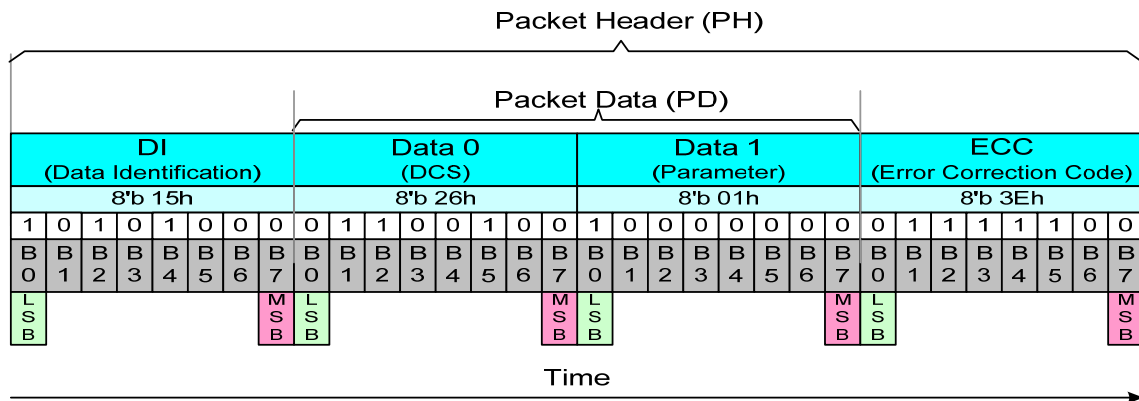 Packet Header (PH)
Packet Data (PD)
DI Data 0 Data 1 ECC
(Data Identification) (DCS) (Parameter) (Error Correction Code)
8'b 15h 8'b 26h 8'b 01h 8'b 3Eh
1 0 1 0 1 0 0 0 0 1 1 0 0 1 0 0 1 0 0 0 0 0 0 0 0 1 1 1 1 1 0 0
B B B B B B B B B B B B B B B B B B B B B B B B B B B B B B B B
0 1 2 3 4 5 6 7 0 1 2 3 4 5 6 7 0 1 2 3 4 5 6 7 0 1 2 3 4 5 6 7
L M L M L M L M
S S S S S S S S
B B B B B B B B
Time